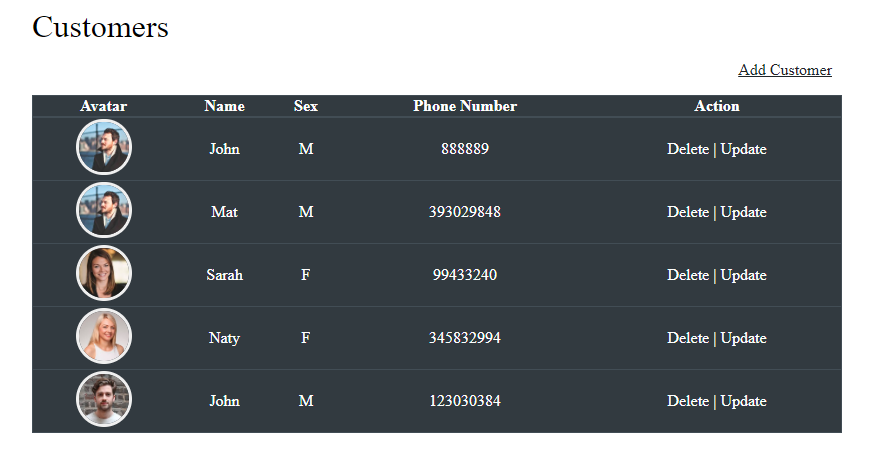 Customers
Add Customer
Avatar Name Sex Phone Number Action
John M 888889 Delete | Update
Mat M 393029848 Delete | Update
Sarah F 99433240 Delete | Update
Naty F 345832994 Delete | Update
John M 123030384 Delete | Update